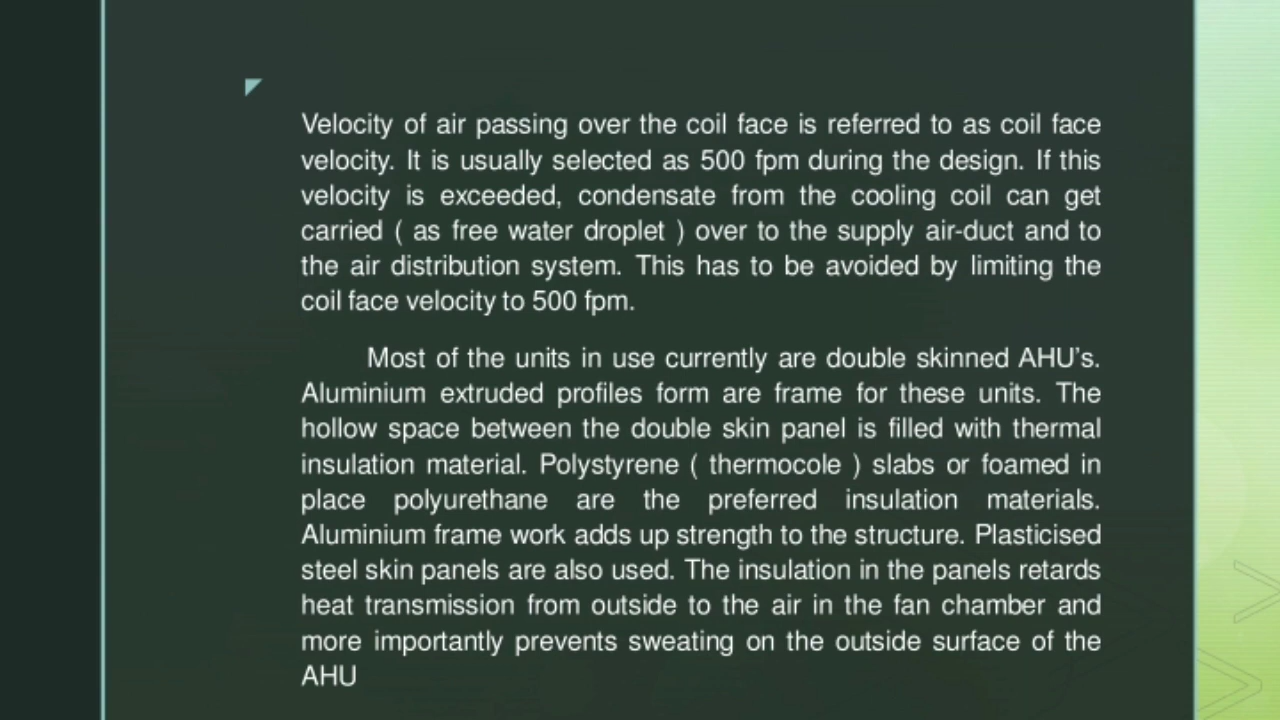 Velocity of air passing over the coil face is referred to as coil face
velocity. It is usually selected as 500 fpm during the design. If this
velocity is exceeded, condensate from the cooling coil can get
carried ( as free water droplet ) over to the supply air-duct and to
the air distribution system. This has to be avoided by limiting the
coil face velocity to 500 fpm.
Most of the units in use currently are double skinned AHU's.
Aluminium extruded profiles form are frame for these units. The
hollow space between the double skin panel is filled with thermal
insulation material. Polystyrene ( thermocole ) slabs or foamed in
place polyurethane are the preferred insulation materials.
Aluminium frame work adds up strength to the structure. Plasticised
steel skin panels are also used. The insulation in the panels retards
heat transmission from outside to the air in the fan chamber and
more importantly prevents sweating on the outside surface of the
AHU